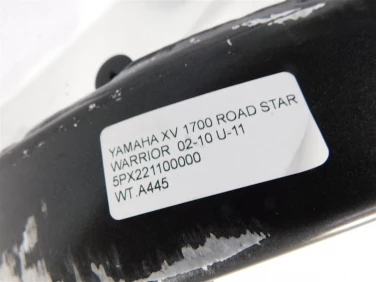 YAMAHA XV 1700 ROAD STAR
WARRIOR 02-10 U-11
5PX221100000
WT.A445